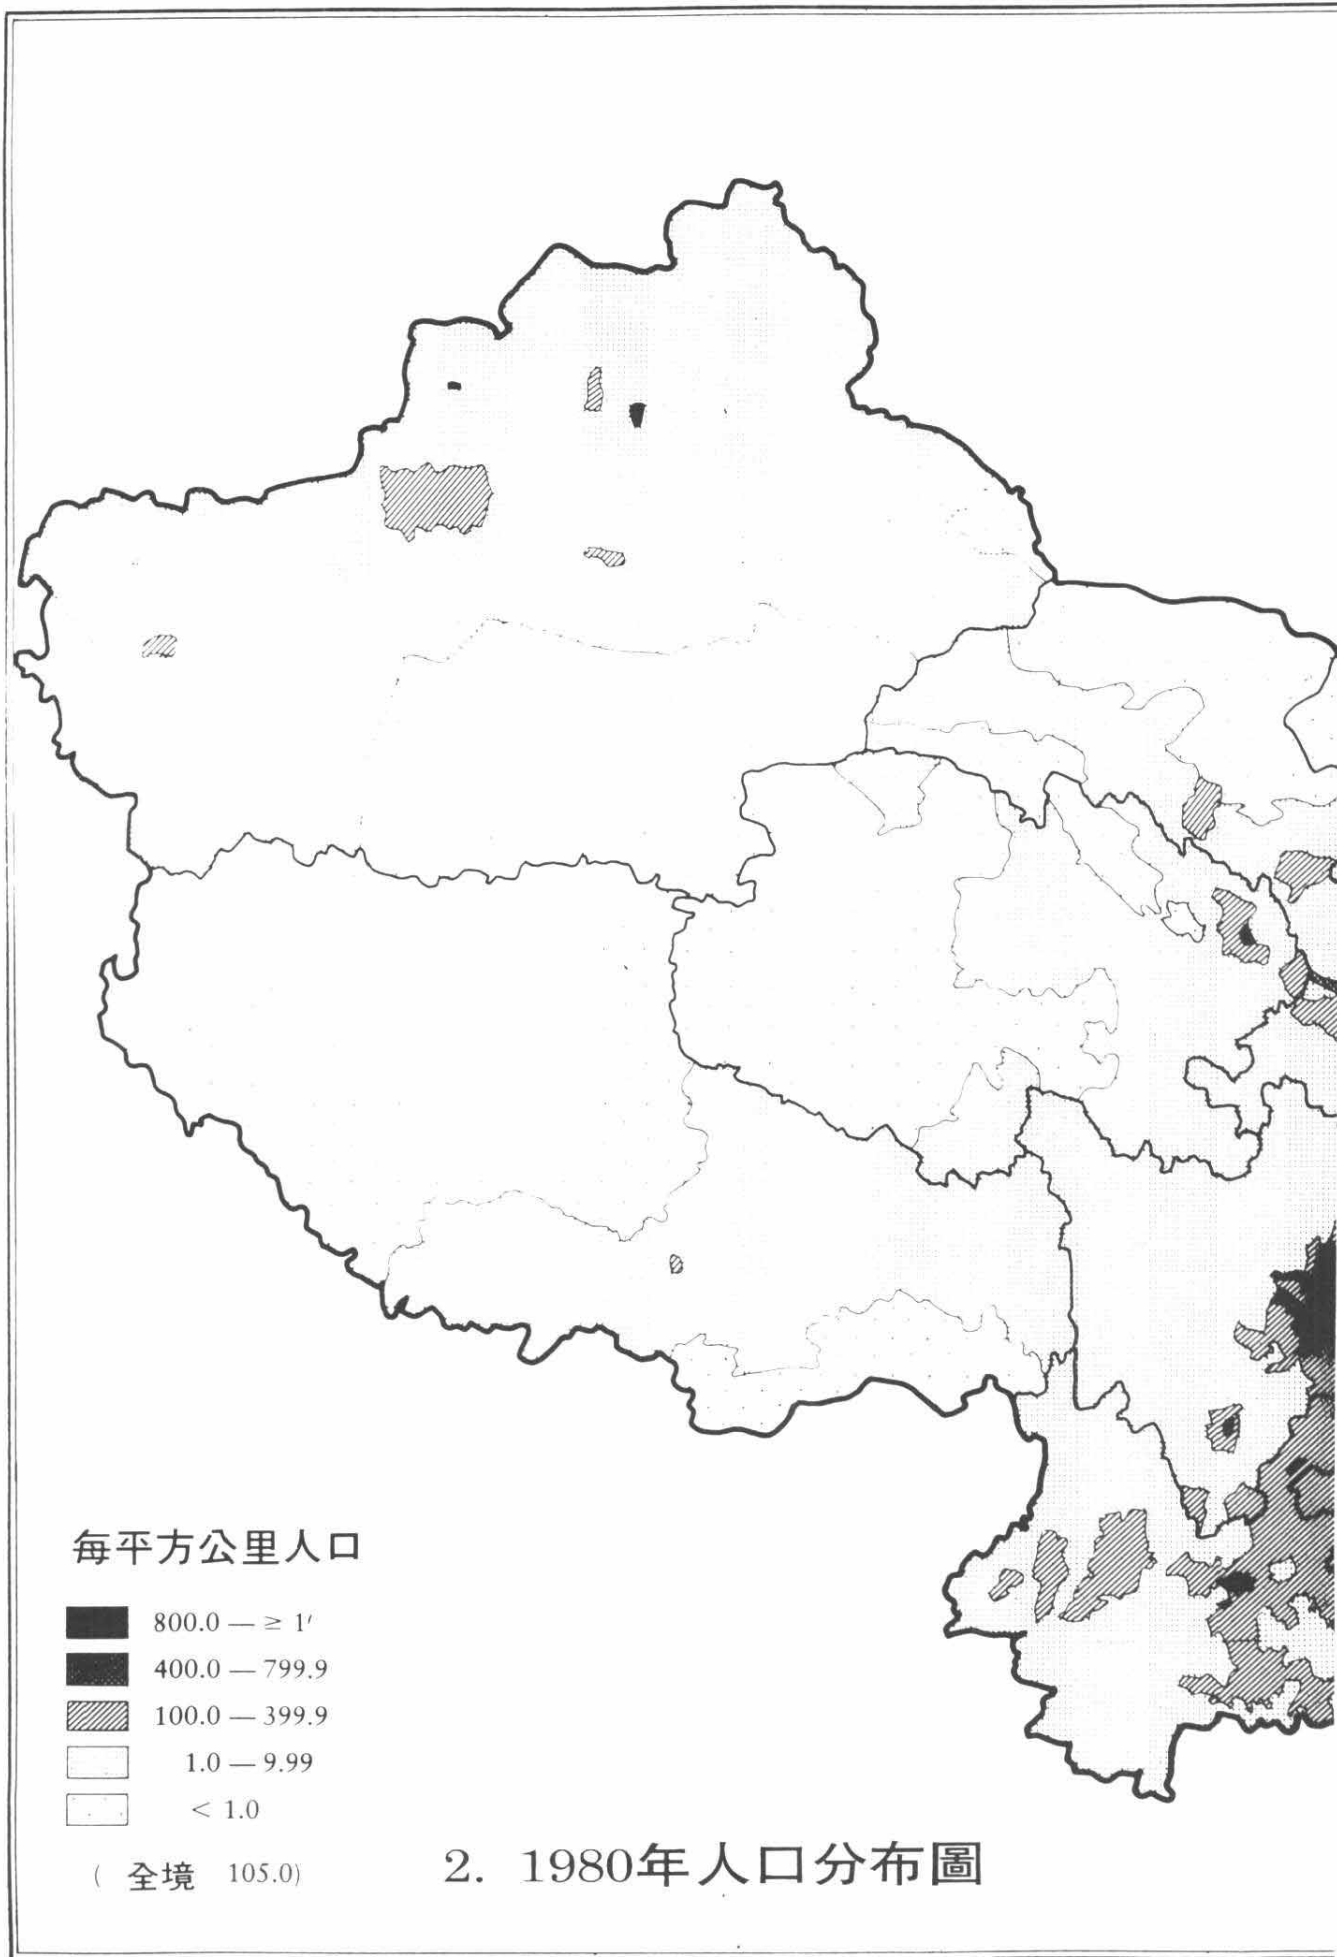 每平方公里人口
800.0 — ≥ 1′
400.0 — 799.9
100.0 — 399.9
1.0 — 9.99
< 1.0
( 全境 105.0)
2. 1980年人口分布圖